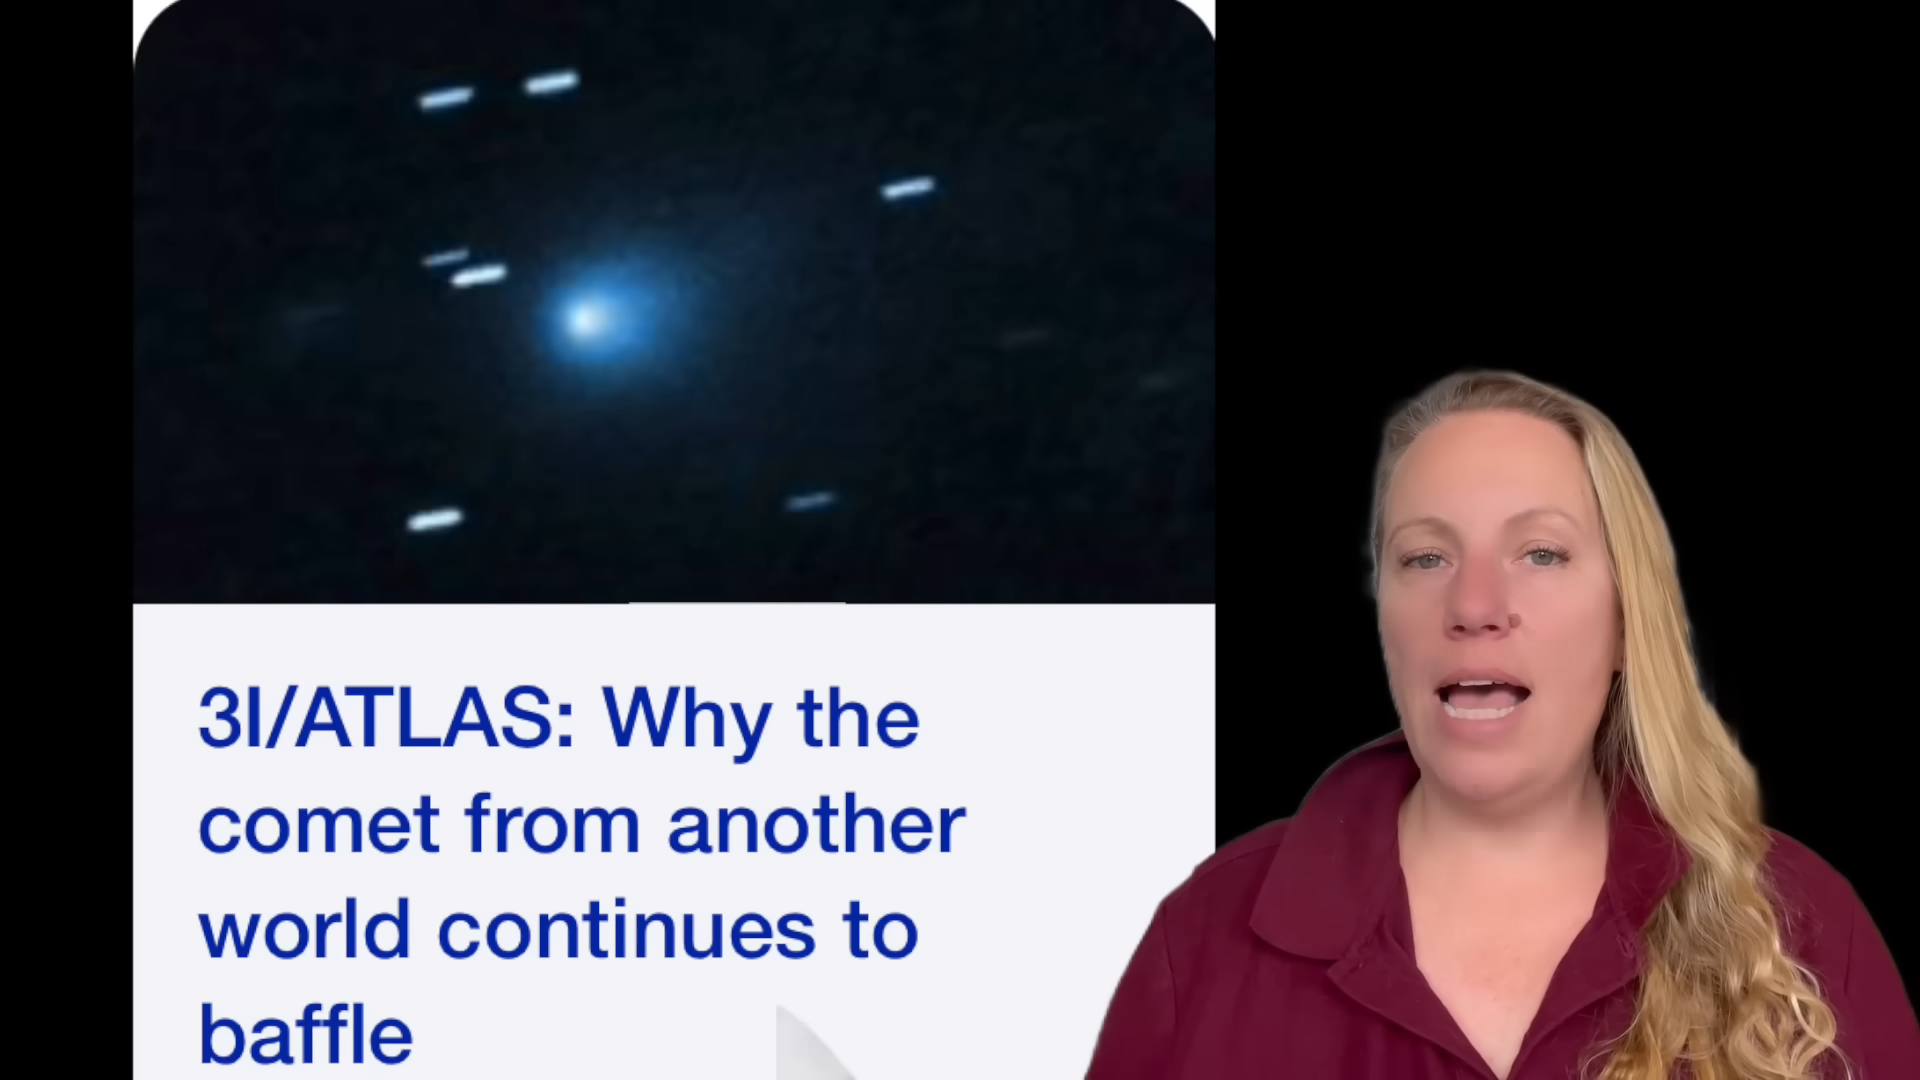 3I/ATLAS: Why the
comet from another
world continues to
baffle